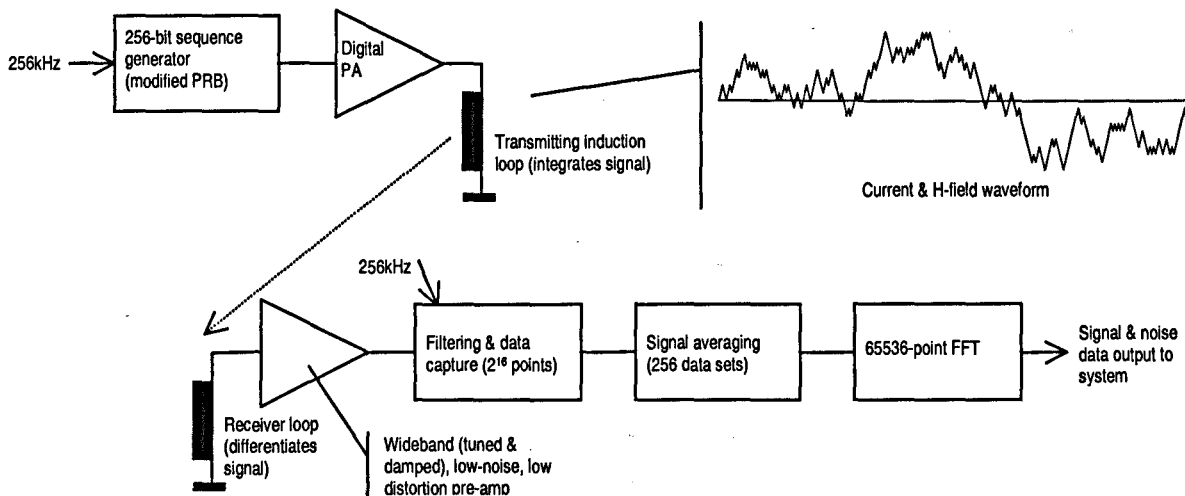 256kHz
256-bit sequence
generator
(modified PRB)
Digital
PA
Transmitting induction
loop (integrates signal)
Current & H-field waveform
256kHz
Filtering & data
capture (2¹⁶ points)
Signal averaging
(256 data sets)
65536-point FFT
Signal & noise
data output to
system
Receiver loop
(differentiates
signal)
Wideband (tuned &
damped), low-noise, low
distortion pre-amp